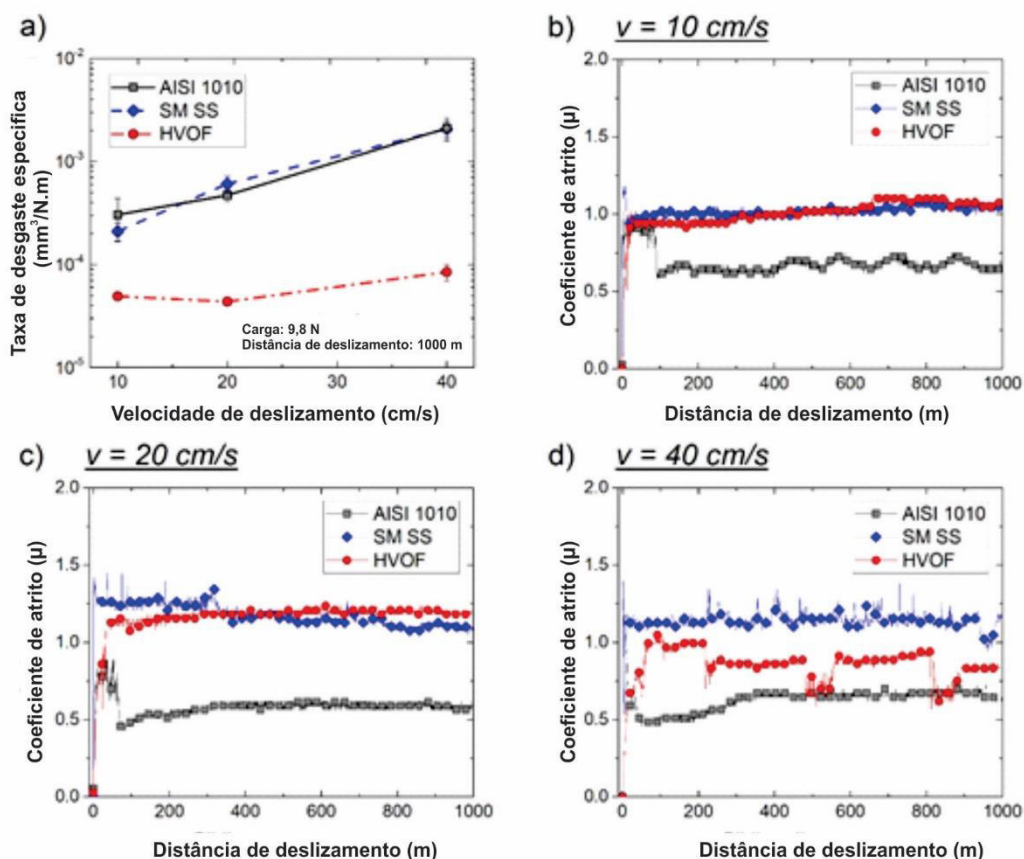 a)
10⁻²
10⁻³
10⁻⁴
10⁻⁵
Taxa de desgaste especifica
(mm³/N.m)
AISI 1010
SM SS
HVOF
Carga: 9,8 N
Distância de deslizamento: 1000 m
10
20
30
40
Velocidade de deslizamento (cm/s)
b)
v = 10 cm/s
2.0
1.5
1.0
0.5
0.0
Coeficiente de atrito (µ)
AISI 1010
SM SS
HVOF
0
200
400
600
800
1000
Distância de deslizamento (m)
c)
v = 20 cm/s
2.0
1.5
1.0
0.5
0.0
Coeficiente de atrito (µ)
AISI 1010
SM SS
HVOF
0
200
400
600
800
1000
Distância de deslizamento (m)
d)
v = 40 cm/s
2.0
1.5
1.0
0.5
0.0
Coeficiente de atrito (µ)
AISI 1010
SM SS
HVOF
0
200
400
600
800
1000
Distância de deslizamento (m)